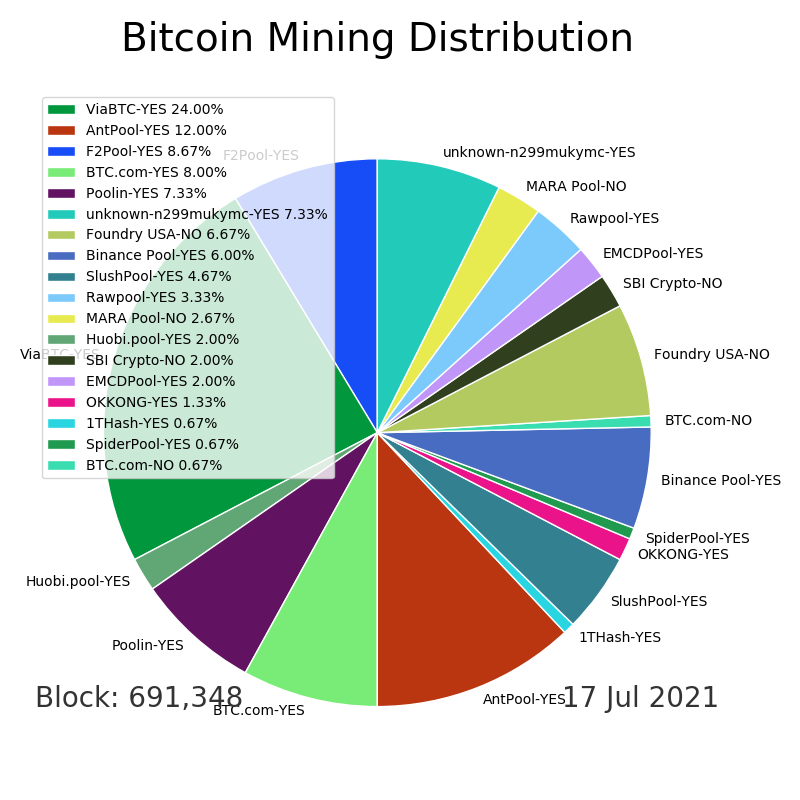 Bitcoin Mining Distribution
ViaBTC-YES 24.00%
AntPool-YES 12.00%
F2Pool-YES 8.67%
BTC.com-YES 8.00%
Poolin-YES 7.33%
unknown-n299mukymc-YES 7.33%
Foundry USA-NO 6.67%
Binance Pool-YES 6.00%
SlushPool-YES 4.67%
Rawpool-YES 3.33%
MARA Pool-NO 2.67%
Huobi.pool-YES 2.00%
SBI Crypto-NO 2.00%
EMCDPool-YES 2.00%
OKKONG-YES 1.33%
1THash-YES 0.67%
SpiderPool-YES 0.67%
BTC.com-NO 0.67%
F2Pool-YES
ViaBTC-YES
Huobi.pool-YES
Poolin-YES
BTC.com-YES
AntPool-YES
1THash-YES
SlushPool-YES
OKKONG-YES
SpiderPool-YES
Binance Pool-YES
BTC.com-NO
Foundry USA-NO
SBI Crypto-NO
EMCDPool-YES
Rawpool-YES
MARA Pool-NO
unknown-n299mukymc-YES
Block: 691,348
17 Jul 2021